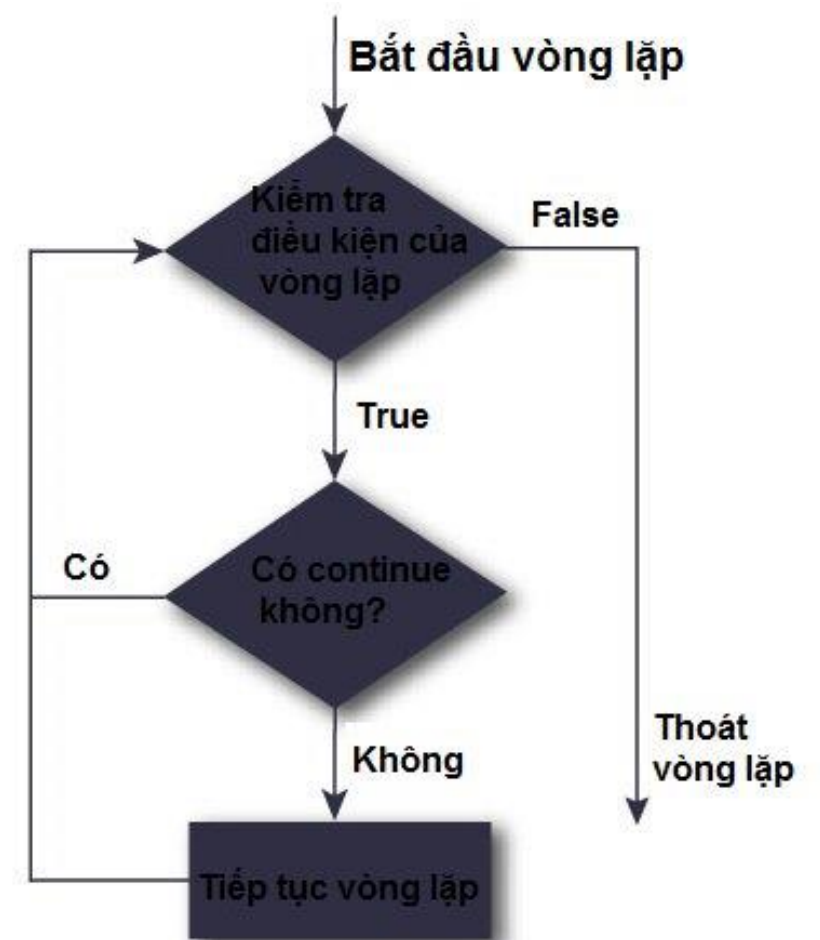 Bắt đầu vòng lặp
Kiểm tra
điều kiện của
vòng lặp
False
True
Có
Có continue
không?
Không
Thoát
vòng lặp
Tiếp tục vòng lặp